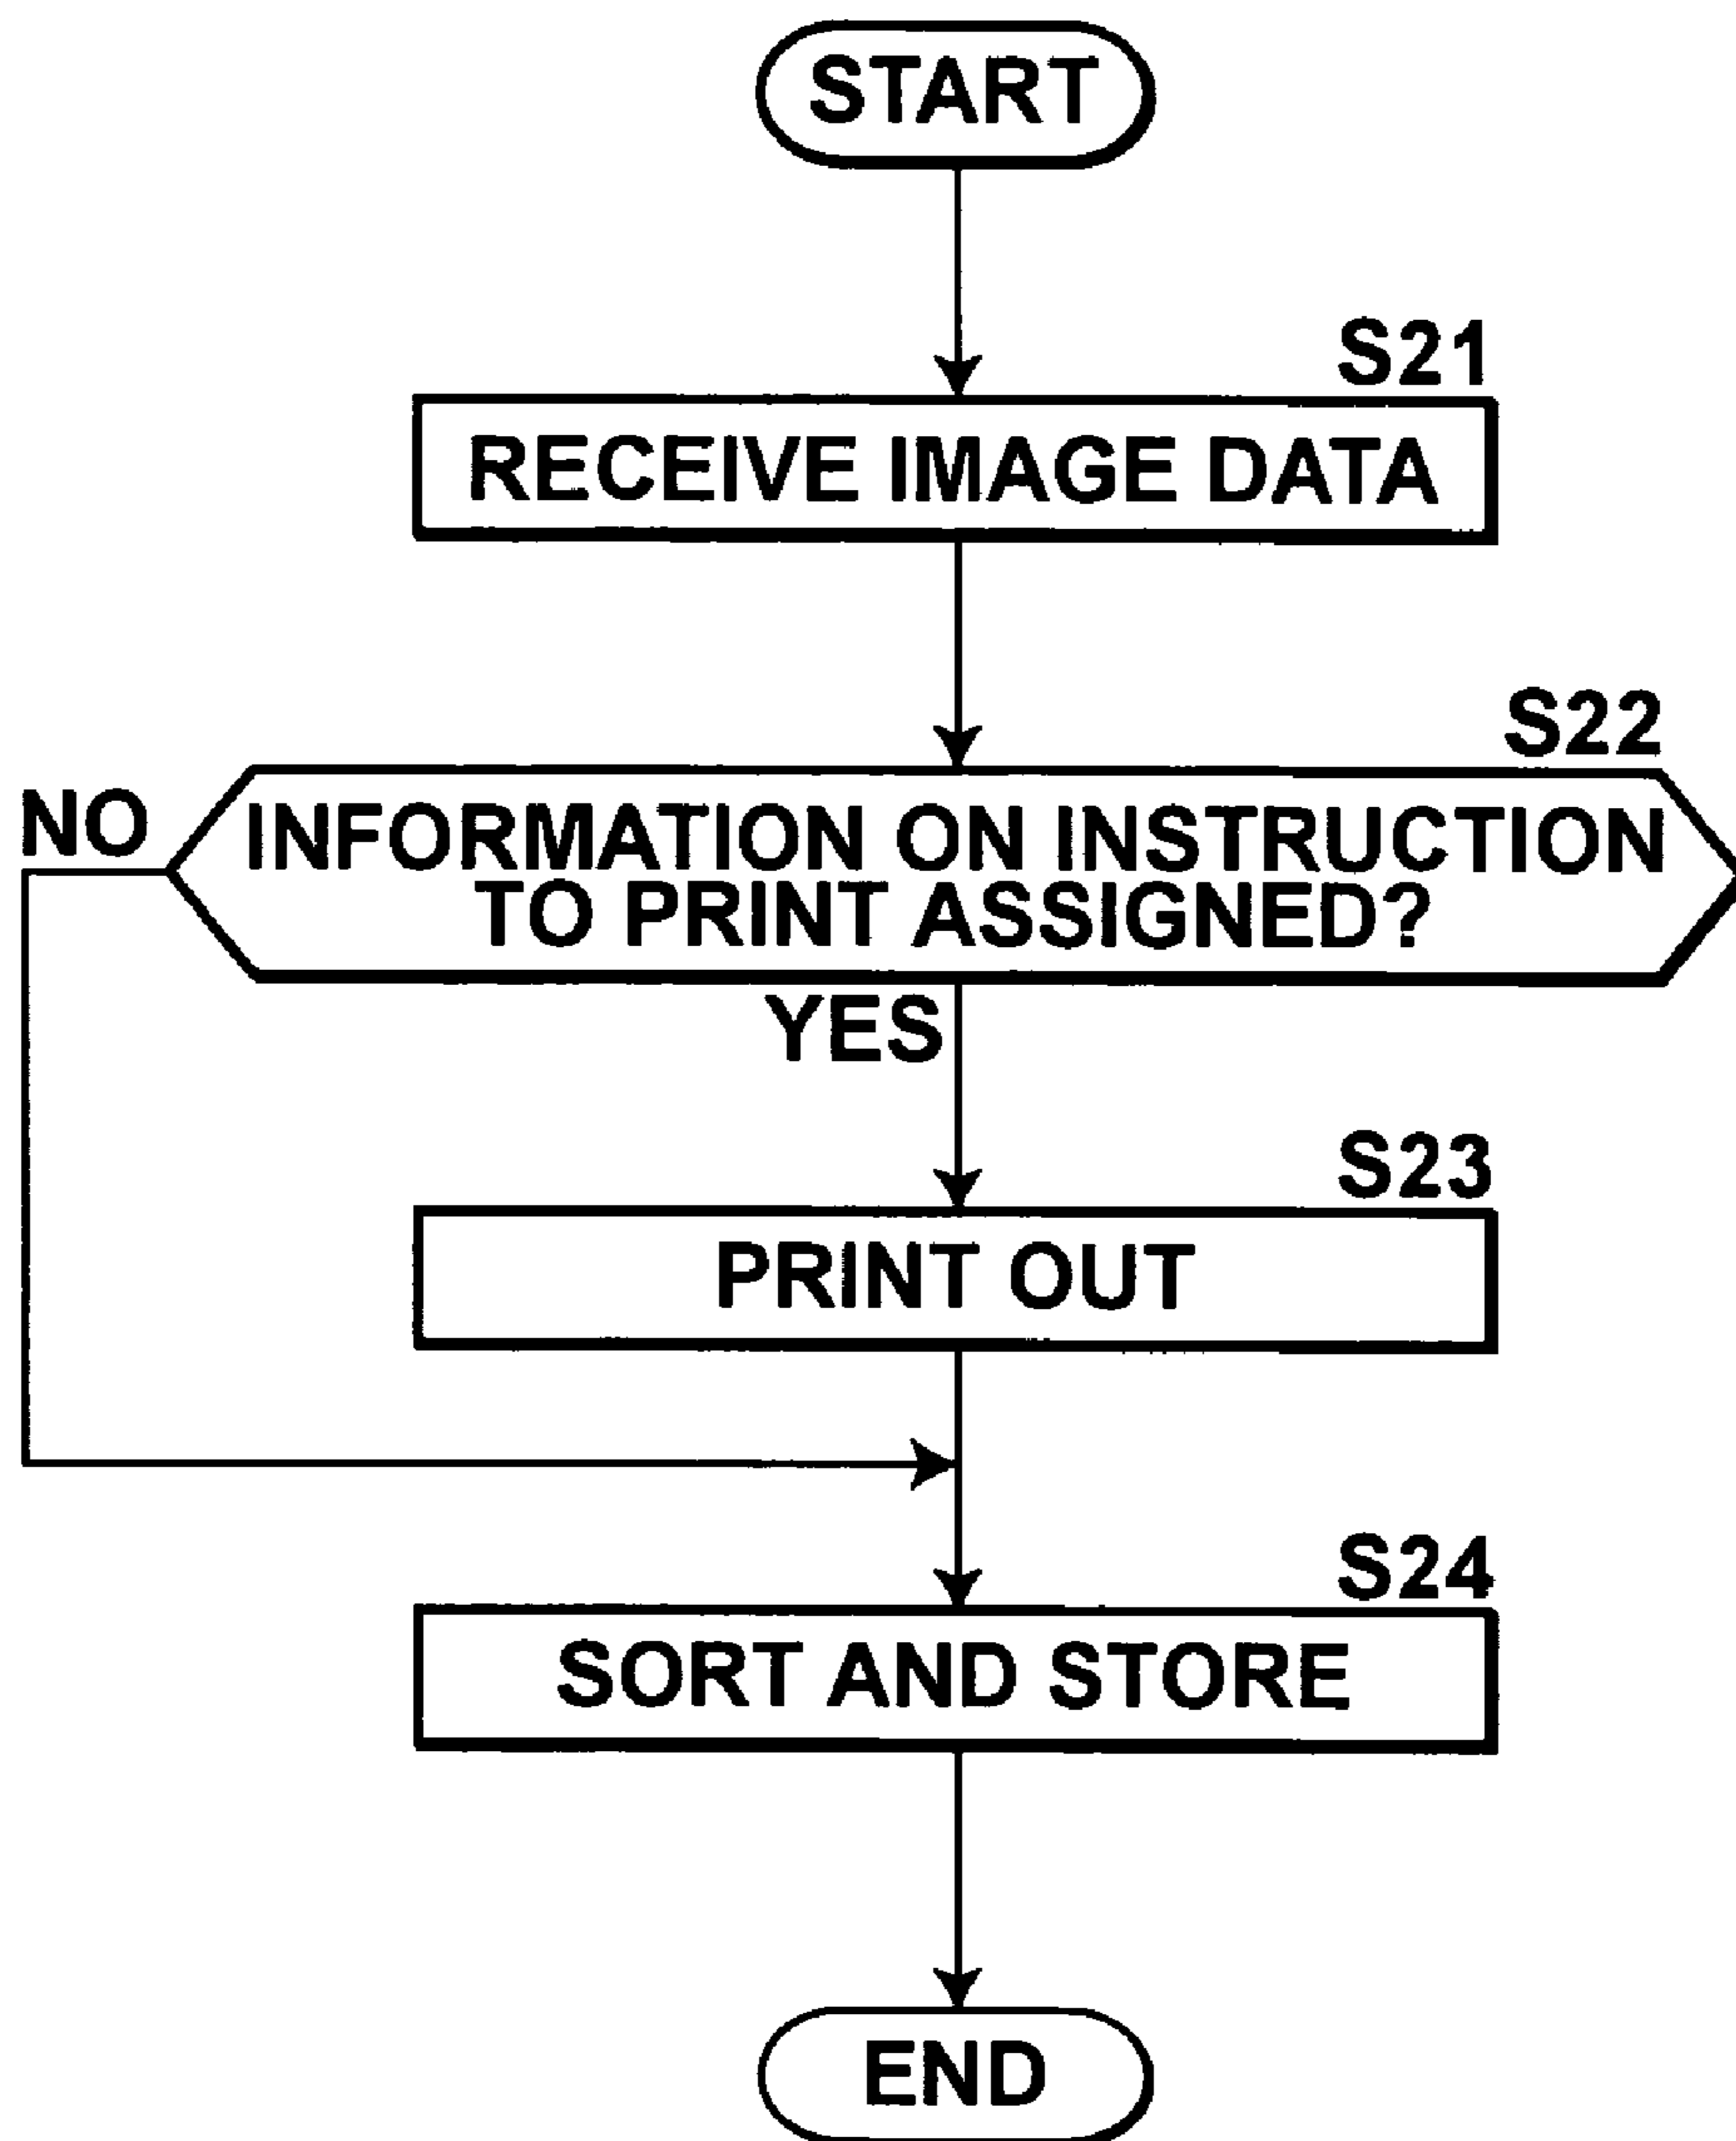 START
S21
RECEIVE IMAGE DATA
S22
NO
INFORMATION ON INSTRUCTION
TO PRINT ASSIGNED?
YES
S23
PRINT OUT
S24
SORT AND STORE
END